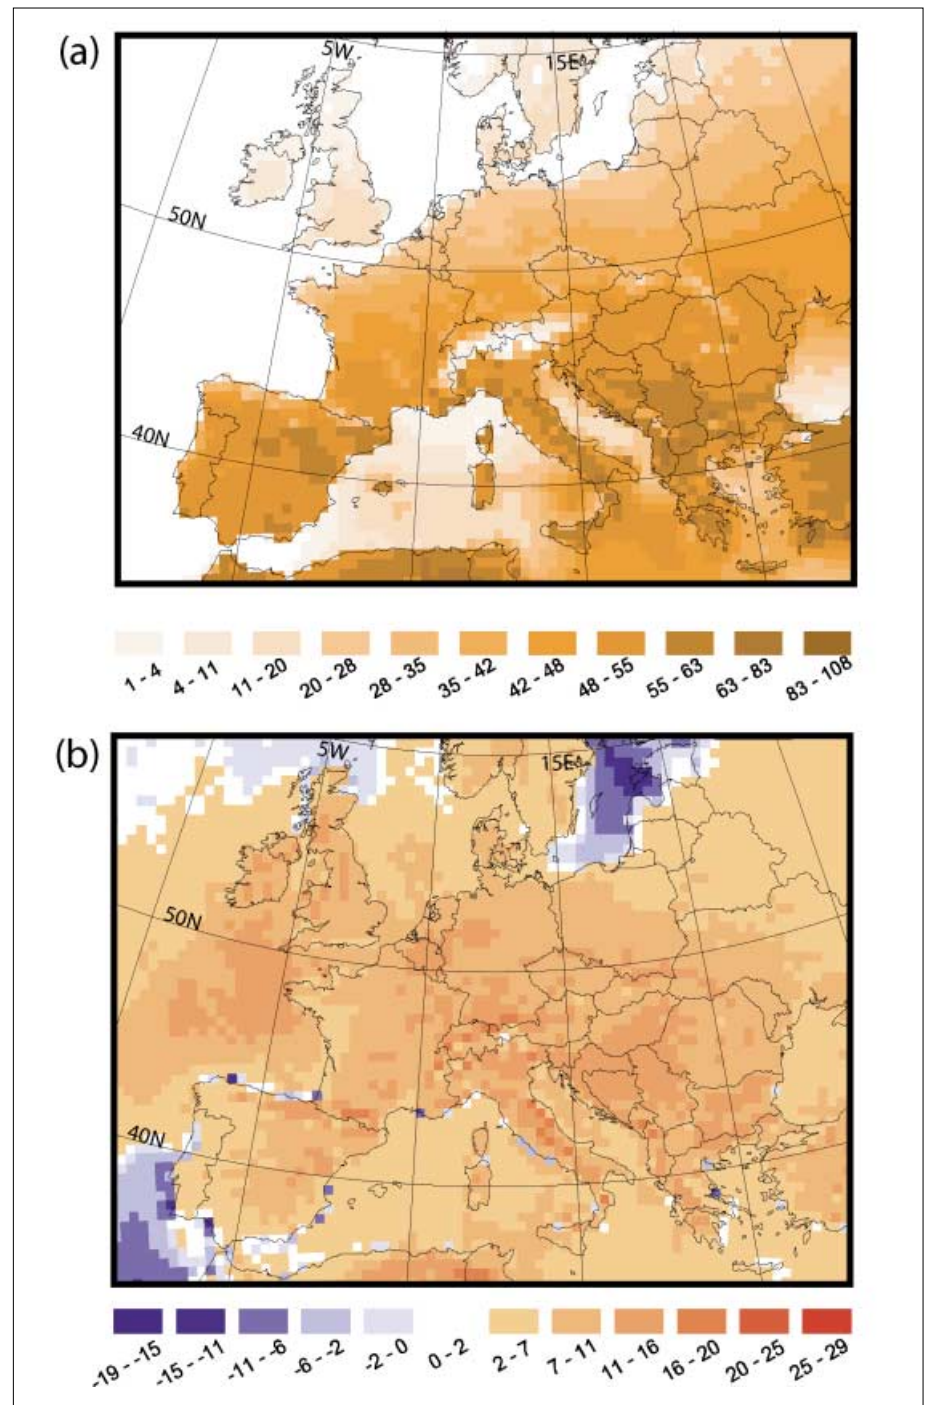 (a)
5W
15E
50N
40N
1 - 4
4 - 11
11 - 20
20 - 28
28 - 35
35 - 42
42 - 48
48 - 55
55 - 63
63 - 83
83 - 108
(b)
5W
15E
50N
40N
-19 - -15
-15 - -11
-11 - -6
-6 - -2
-2 - 0
0 - 2
2 - 7
7 - 11
11 - 16
16 - 20
20 - 25
25 - 29